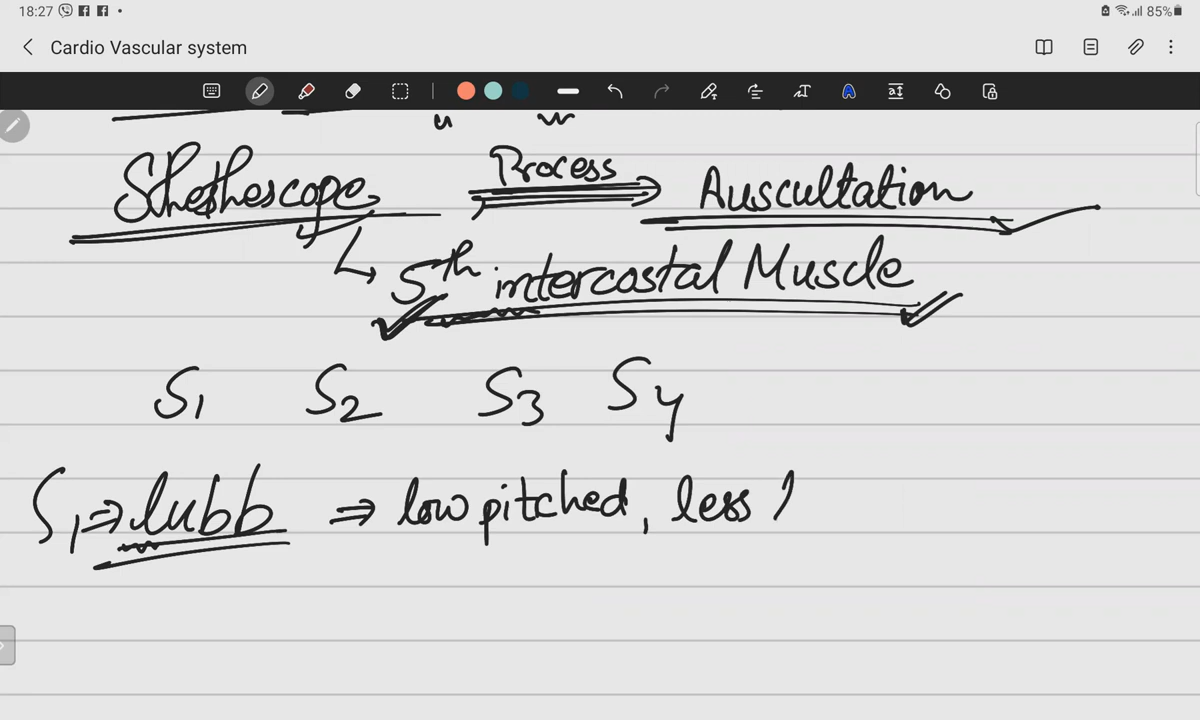 18:27 85%
Cardio Vascular system
Sthethescope Process Auscultation
5th intercostal Muscle
S1 S2 S3 S4
S1 ⇒ lubb ⇒ low pitched, less